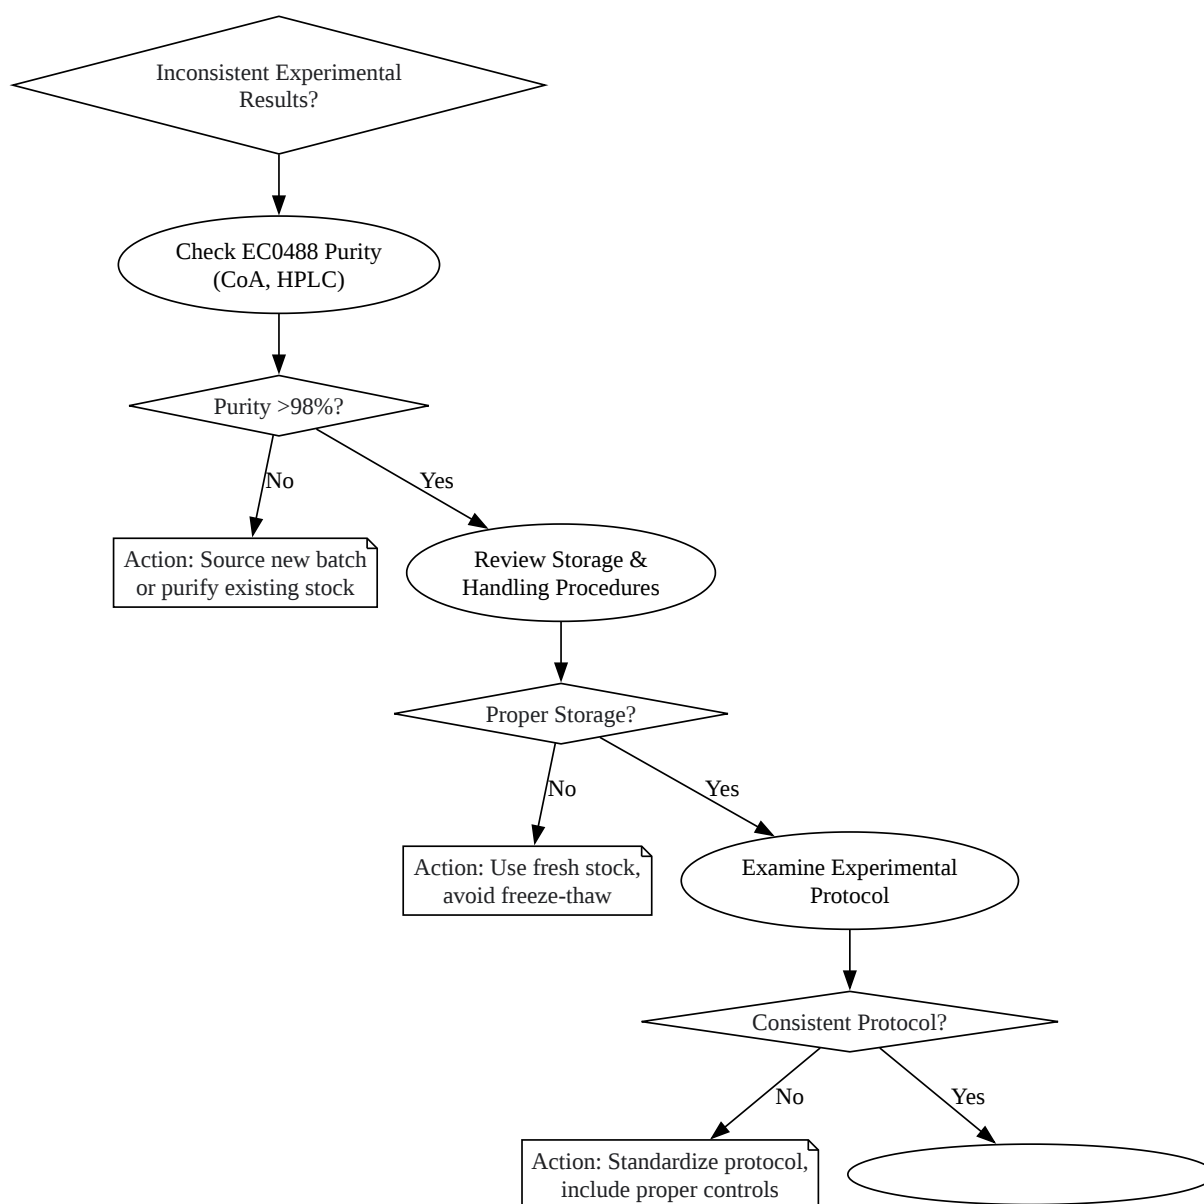 Inconsistent Experimental
Results?
Check EC0488 Purity
(CoA, HPLC)
Purity >98%?
No
Yes
Action: Source new batch
or purify existing stock
Review Storage &
Handling Procedures
Proper Storage?
No
Yes
Action: Use fresh stock,
avoid freeze-thaw
Examine Experimental
Protocol
Consistent Protocol?
No
Yes
Action: Standardize protocol,
include proper controls